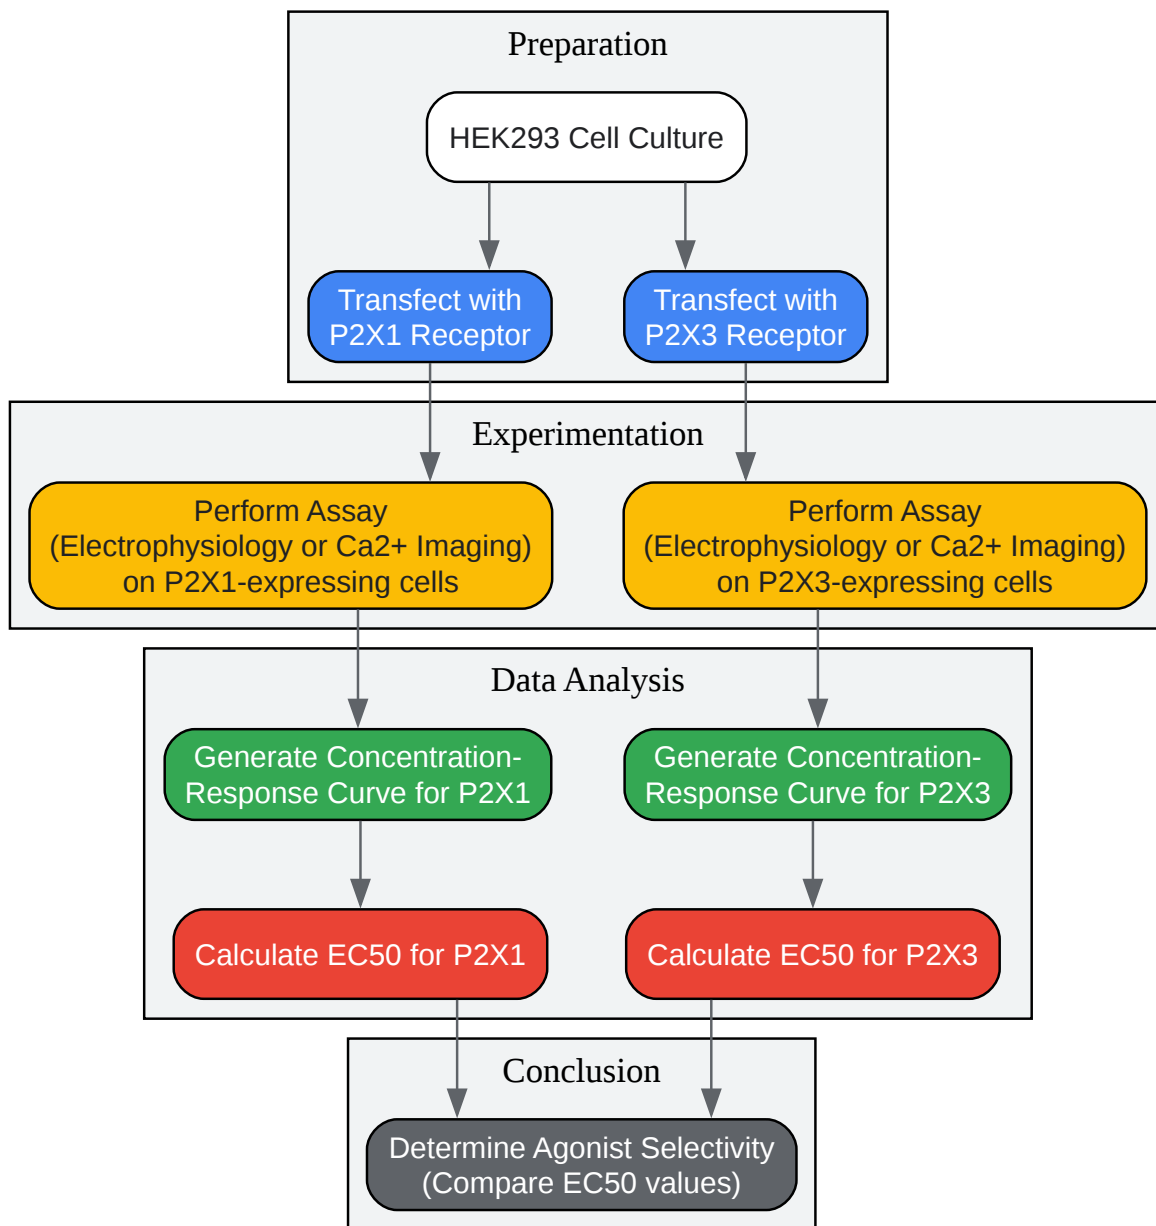 Preparation
HEK293 Cell Culture
Transfect with
P2X1 Receptor
Transfect with
P2X3 Receptor
Experimentation
Perform Assay
(Electrophysiology or Ca2+ Imaging)
on P2X1-expressing cells
Perform Assay
(Electrophysiology or Ca2+ Imaging)
on P2X3-expressing cells
Data Analysis
Generate Concentration-
Response Curve for P2X1
Generate Concentration-
Response Curve for P2X3
Calculate EC50 for P2X1
Calculate EC50 for P2X3
Conclusion
Determine Agonist Selectivity
(Compare EC50 values)